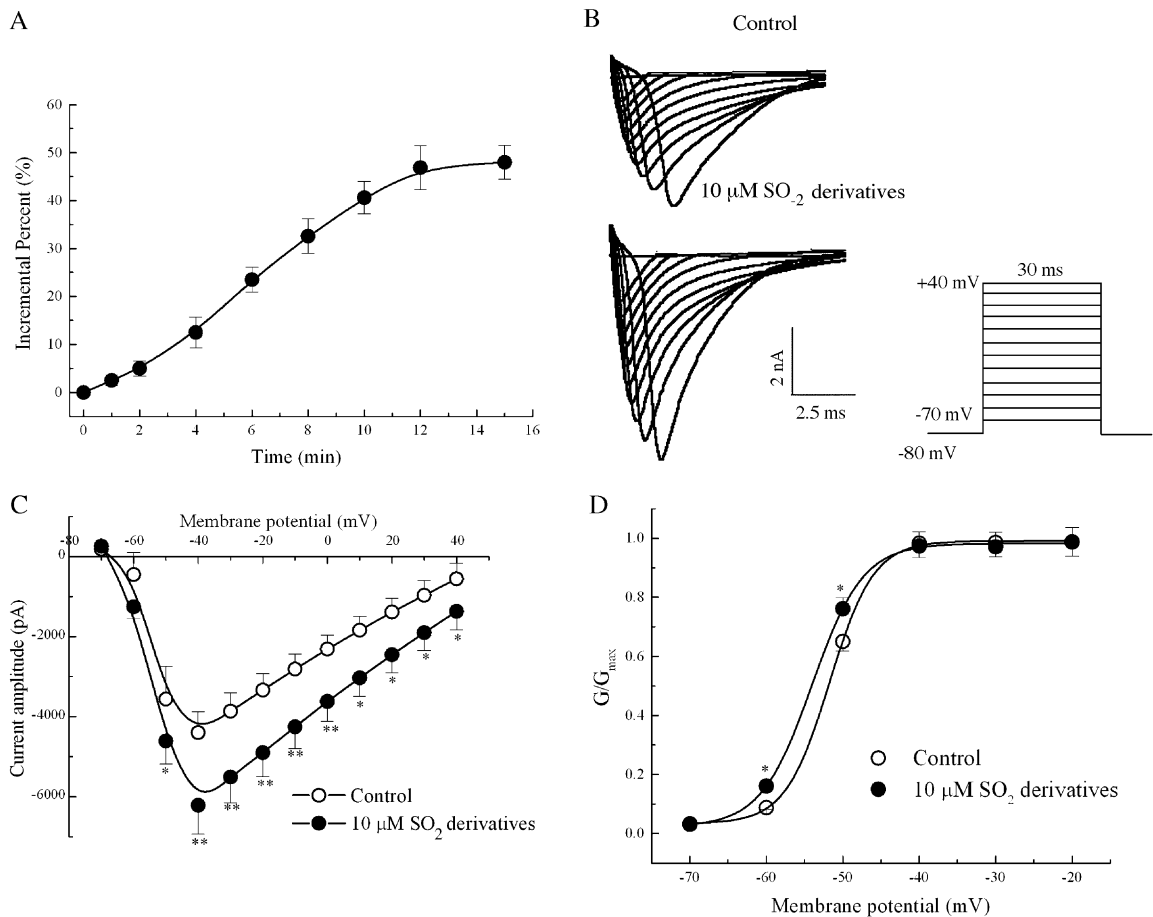 A
Incremental Percent (%)
60
50
40
30
20
10
0
0 2 4 6 8 10 12 14 16
Time (min)
B
Control
10 μM SO-2 derivatives
2 nA
2.5 ms
30 ms
+40 mV
-70 mV
-80 mV
C
Membrane potential (mV)
-80 -60 -40 -20 0 20 40
0
-2000
-4000
-6000
Current amplitude (pA)
* ** ** ** ** ** * * * *
Control
10 μM SO2 derivatives
D
G/Gmax
1.0
0.8
0.6
0.4
0.2
0.0
*
*
Control
10 μM SO2 derivatives
-70 -60 -50 -40 -30 -20
Membrane potential (mV)